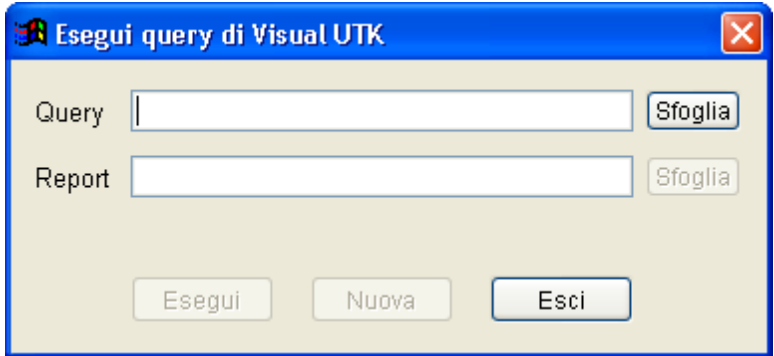 Esegui query di Visual UTK
Query Sfoglia
Report Sfoglia
Esegui Nuova Esci